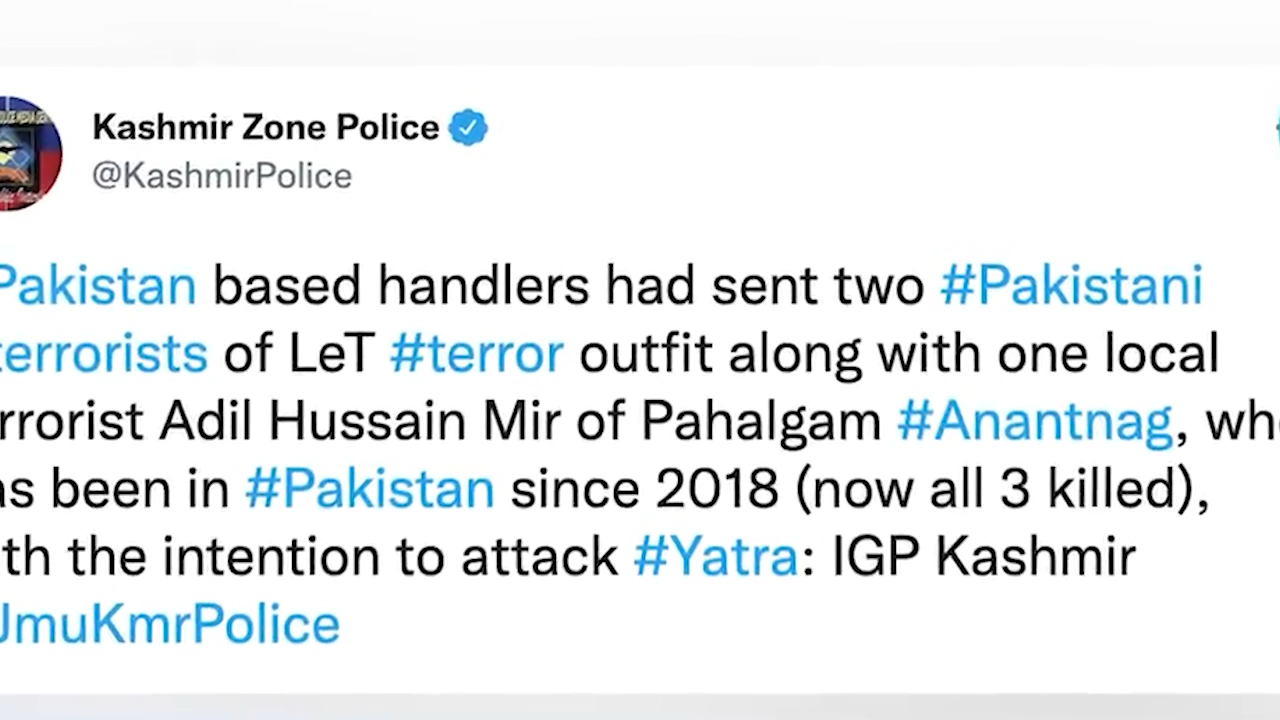 Kashmir Zone Police
@KashmirPolice
Pakistan based handlers had sent two #Pakistani
terrorists of LeT #terror outfit along with one local
rrorist Adil Hussain Mir of Pahalgam #Anantnag, wh
as been in #Pakistan since 2018 (now all 3 killed),
th the intention to attack #Yatra: IGP Kashmir
JmuKmrPolice